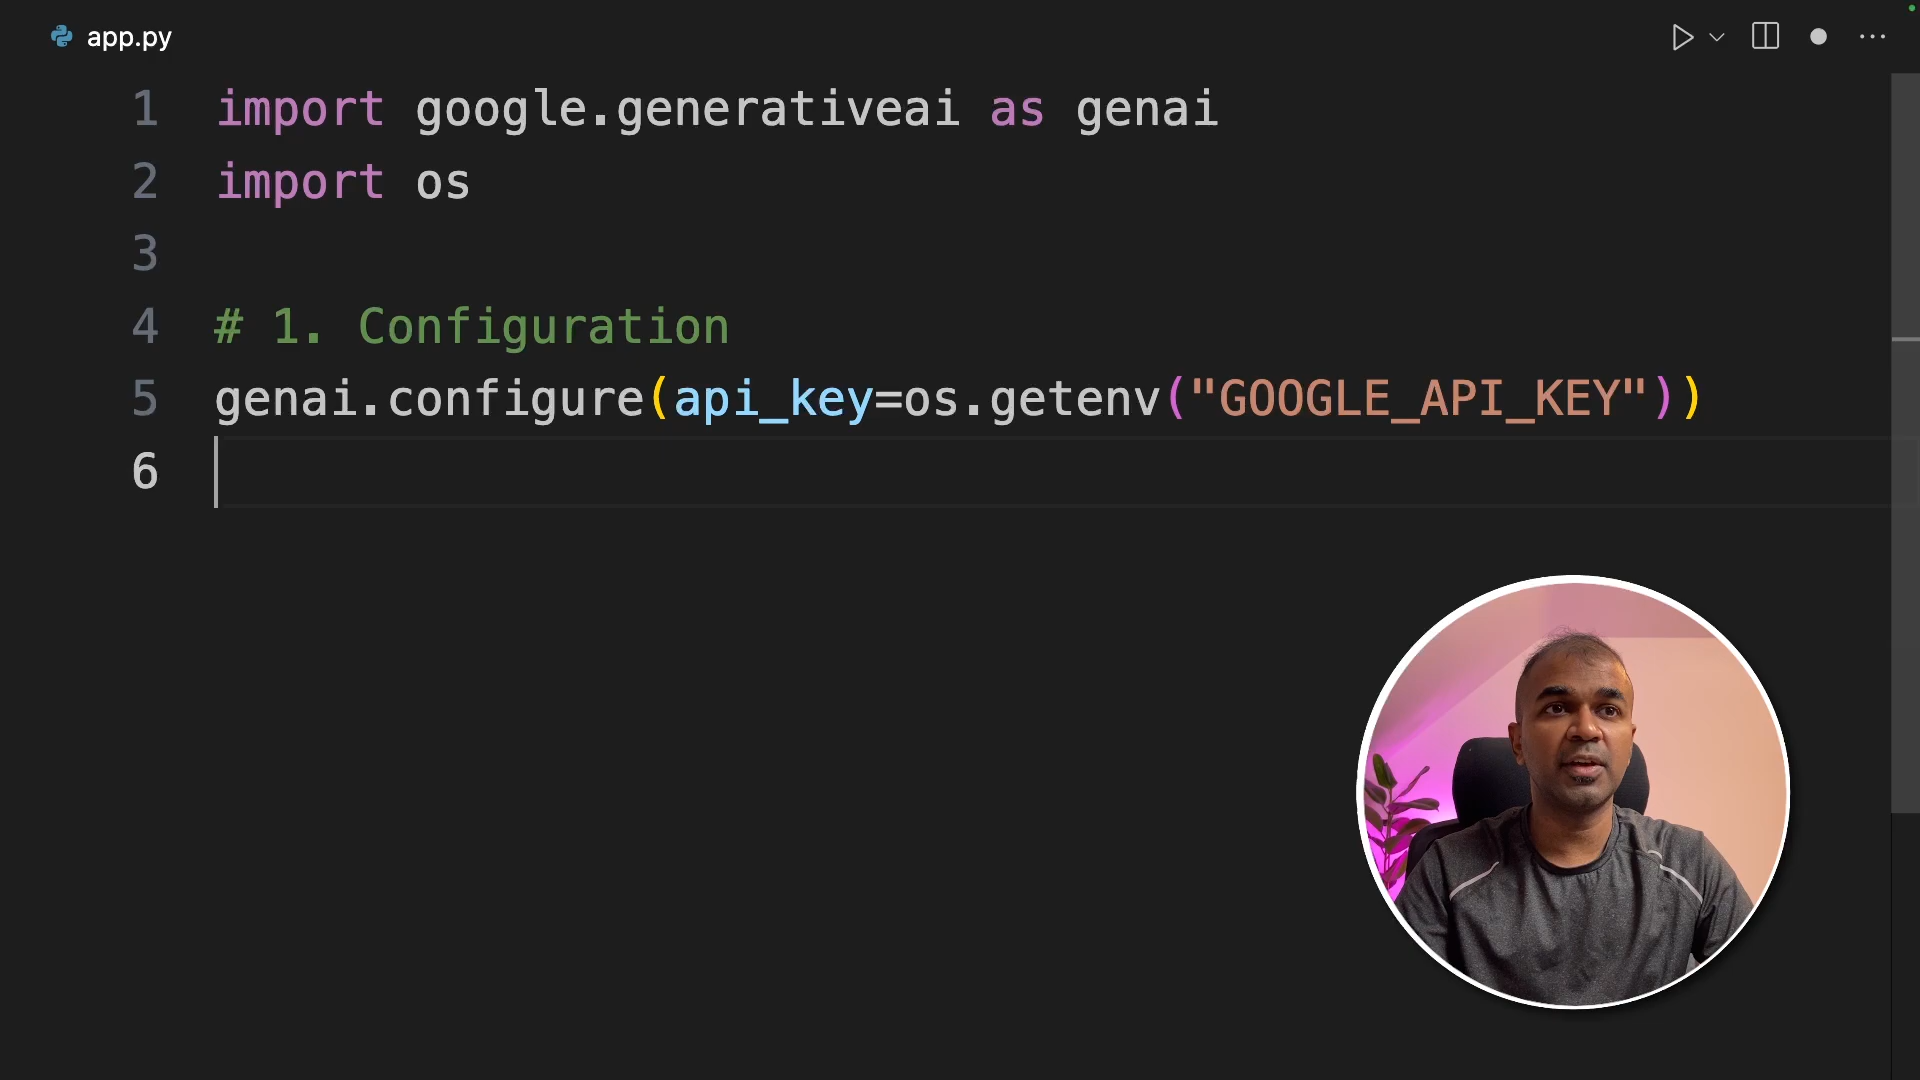 app.py
1 import google.generativeai as genai
2 import os
3
4 # 1. Configuration
5 genai.configure(api_key=os.getenv("GOOGLE_API_KEY"))
6